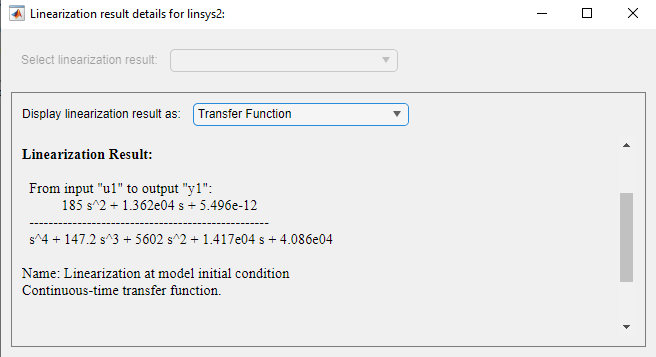 Linearization result details for linsys2:
Select linearization result:
Display linearization result as: Transfer Function
Linearization Result:
From input "u1" to output "y1":
185 s^2 + 1.362e04 s + 5.496e-12
--------------------------------------------------
s^4 + 147.2 s^3 + 5602 s^2 + 1.417e04 s + 4.086e04
Name: Linearization at model initial condition
Continuous-time transfer function.